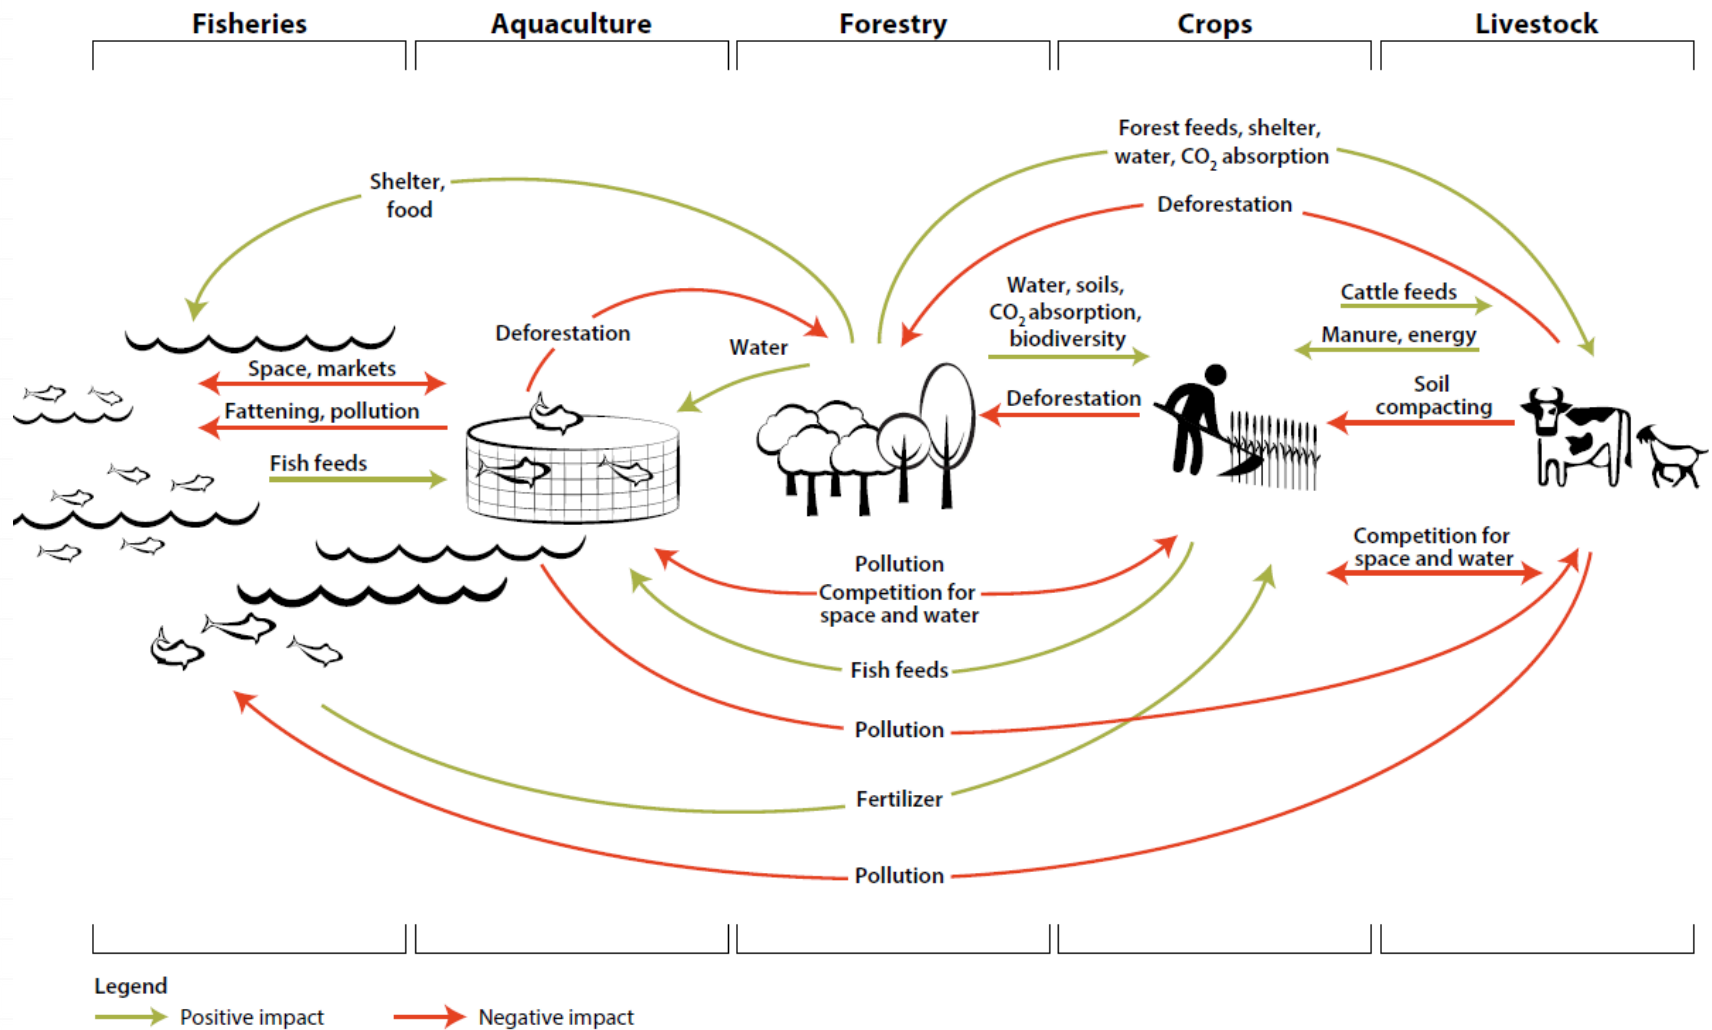 Fisheries
Aquaculture
Forestry
Crops
Livestock
Forest feeds, shelter,
water, CO₂ absorption
Shelter,
food
Deforestation
Water, soils,
CO₂ absorption,
biodiversity
Cattle feeds
Deforestation
Manure, energy
Water
Space, markets
Soil
compacting
Fattening, pollution
Deforestation
Fish feeds
Competition for
space and water
Pollution
Competition for
space and water
Fish feeds
Pollution
Fertilizer
Pollution
Legend
Positive impact
Negative impact